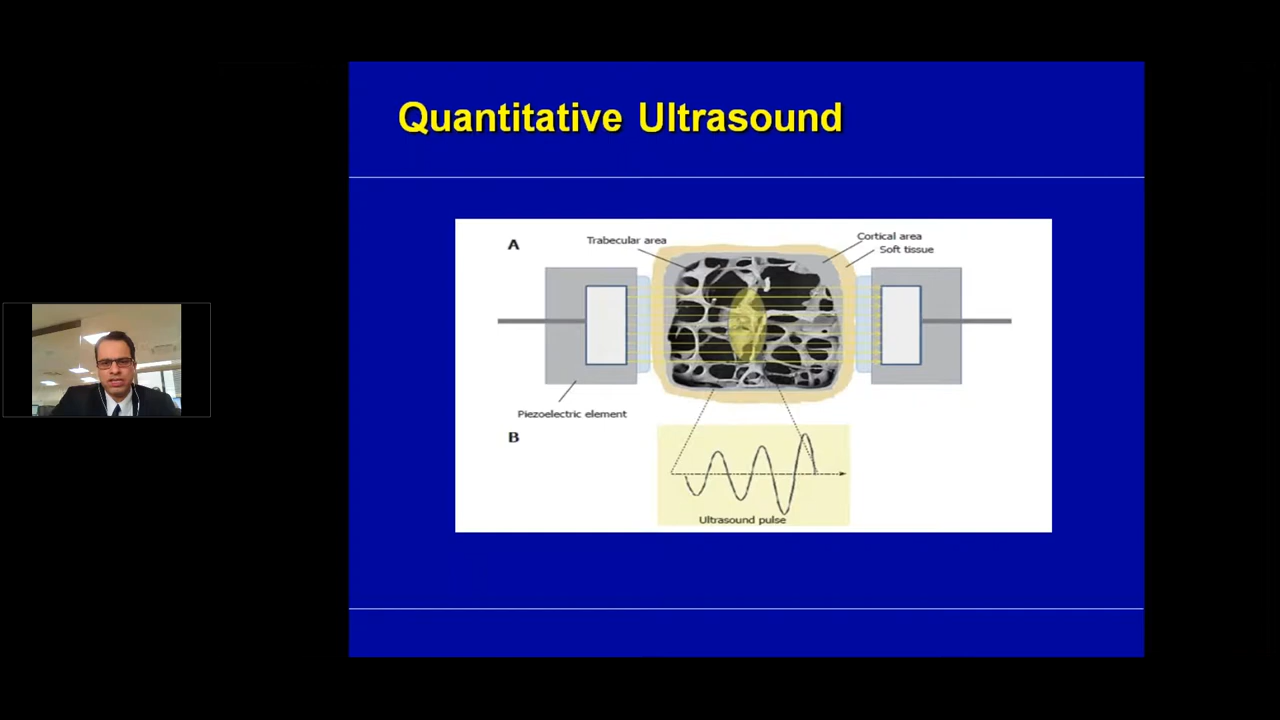 Quantitative Ultrasound
A
Trabecular area
Cortical area
Soft tissue
Piezoelectric element
B
Ultrasound pulse